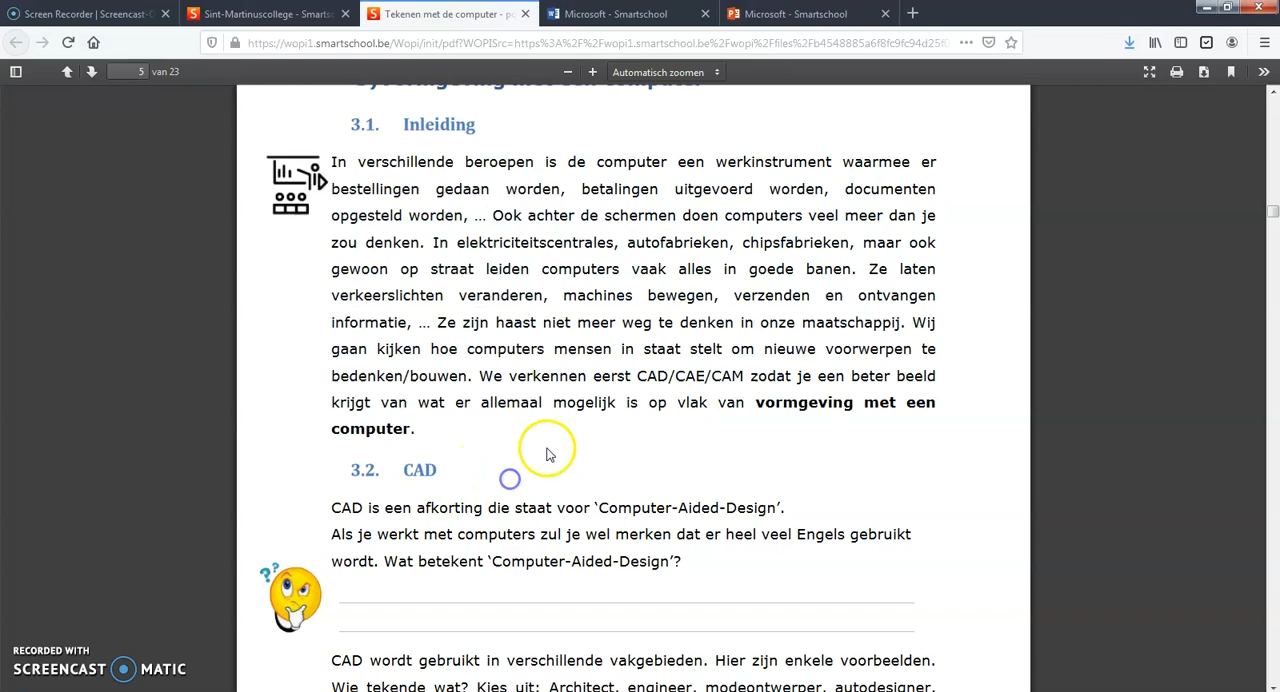 Screen Recorder | Screencast-O
Sint-Martinuscollege - Smartsc
Tekenen met de computer - po
Microsoft - Smartschool
Microsoft - Smartschool
https://wopi1.smartschool.be/Wopi/init/pdf?WOPISrc=https%3A%2F%2Fwopi1.smartschool.be%2Fwopi%2Ffiles%2Fb4548885a6f8fc9fc94d25f0
5 van 23
Automatisch zoomen
3.1. Inleiding
In verschillende beroepen is de computer een werkinstrument waarmee er
bestellingen gedaan worden, betalingen uitgevoerd worden, documenten
opgesteld worden, … Ook achter de schermen doen computers veel meer dan je
zou denken. In elektriciteitscentrales, autofabrieken, chipsfabrieken, maar ook
gewoon op straat leiden computers vaak alles in goede banen. Ze laten
verkeerslichten veranderen, machines bewegen, verzenden en ontvangen
informatie, … Ze zijn haast niet meer weg te denken in onze maatschappij. Wij
gaan kijken hoe computers mensen in staat stelt om nieuwe voorwerpen te
bedenken/bouwen. We verkennen eerst CAD/CAE/CAM zodat je een beter beeld
krijgt van wat er allemaal mogelijk is op vlak van vormgeving met een
computer.
3.2. CAD
CAD is een afkorting die staat voor ‘Computer-Aided-Design’.
Als je werkt met computers zul je wel merken dat er heel veel Engels gebruikt
wordt. Wat betekent ‘Computer-Aided-Design’?
??
CAD wordt gebruikt in verschillende vakgebieden. Hier zijn enkele voorbeelden.
Wie tekende wat? Kies uit: Architect, engineer, modeontwerper, autodesigner,
RECORDED WITH
SCREENCAST MATIC